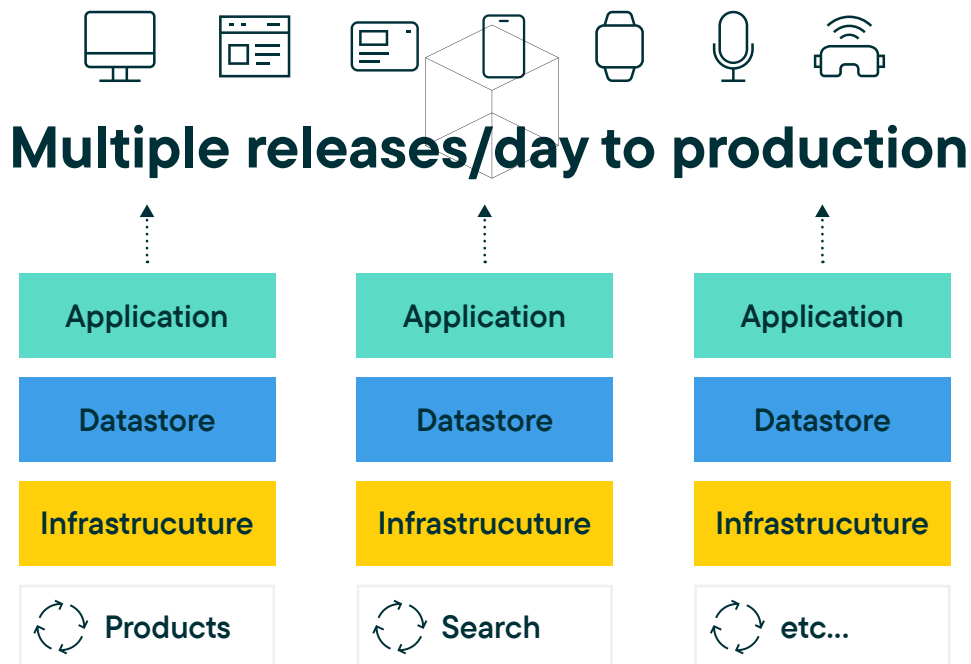 Multiple releases/day to production
Application Application Application
Datastore Datastore Datastore
Infrastrucuture Infrastrucuture Infrastrucuture
Products Search etc...